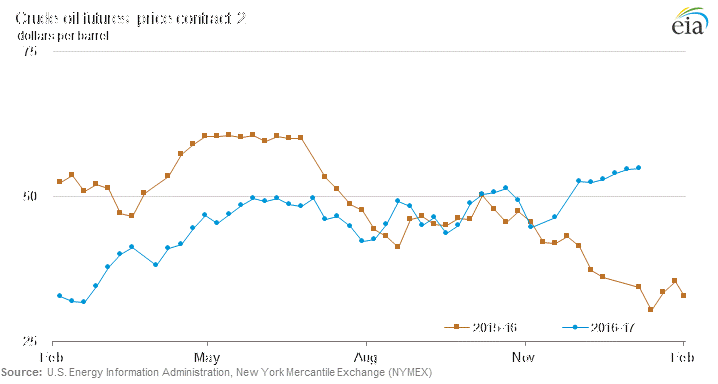 Crude oil futures price contract 2
dollars per barrel
eia
75
50
25
2015-16
2016-17
Feb
May
Aug
Nov
Feb
Source: U.S. Energy Information Administration, New York Mercantile Exchange (NYMEX)